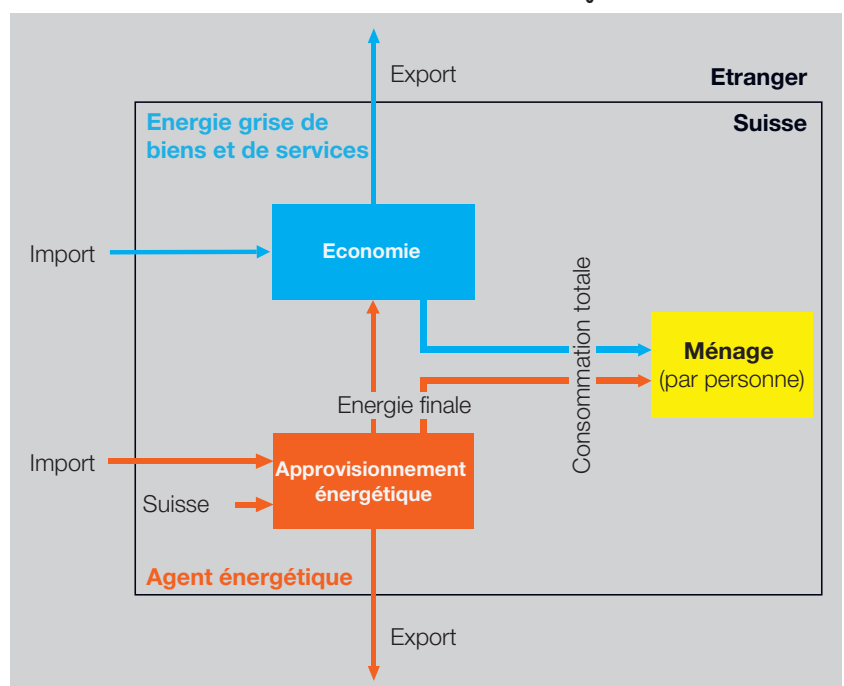 Export
Etranger
Energie grise de
biens et de services
Suisse
Import
Economie
Consommation totale
Ménage
(par personne)
Energie finale
Import
Approvisionnement
énergétique
Suisse
Agent énergétique
Export